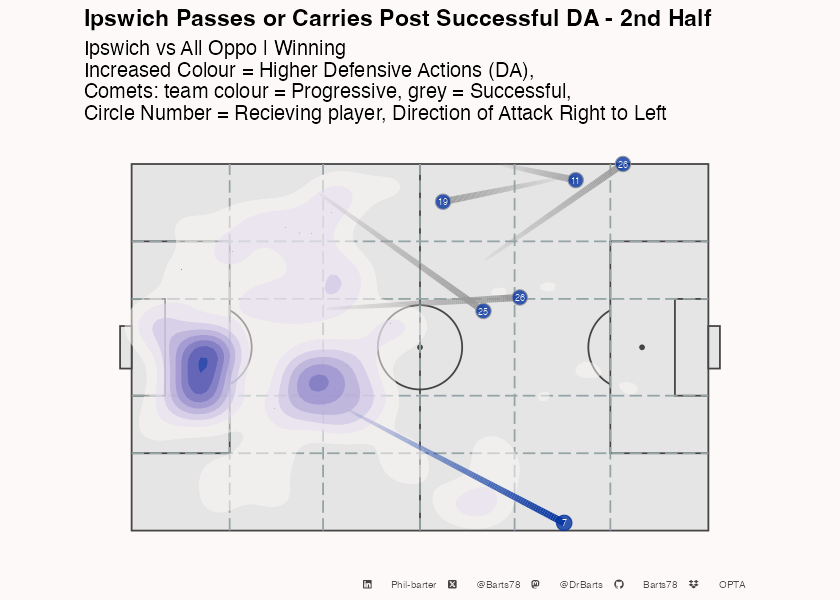 Ipswich Passes or Carries Post Successful DA - 2nd Half
Ipswich vs All Oppo I Winning
Increased Colour = Higher Defensive Actions (DA),
Comets: team colour = Progressive, grey = Successful,
Circle Number = Recieving player, Direction of Attack Right to Left
26
11
19
26
25
7
Phil-barter @Barts78 @DrBarts Barts78 OPTA